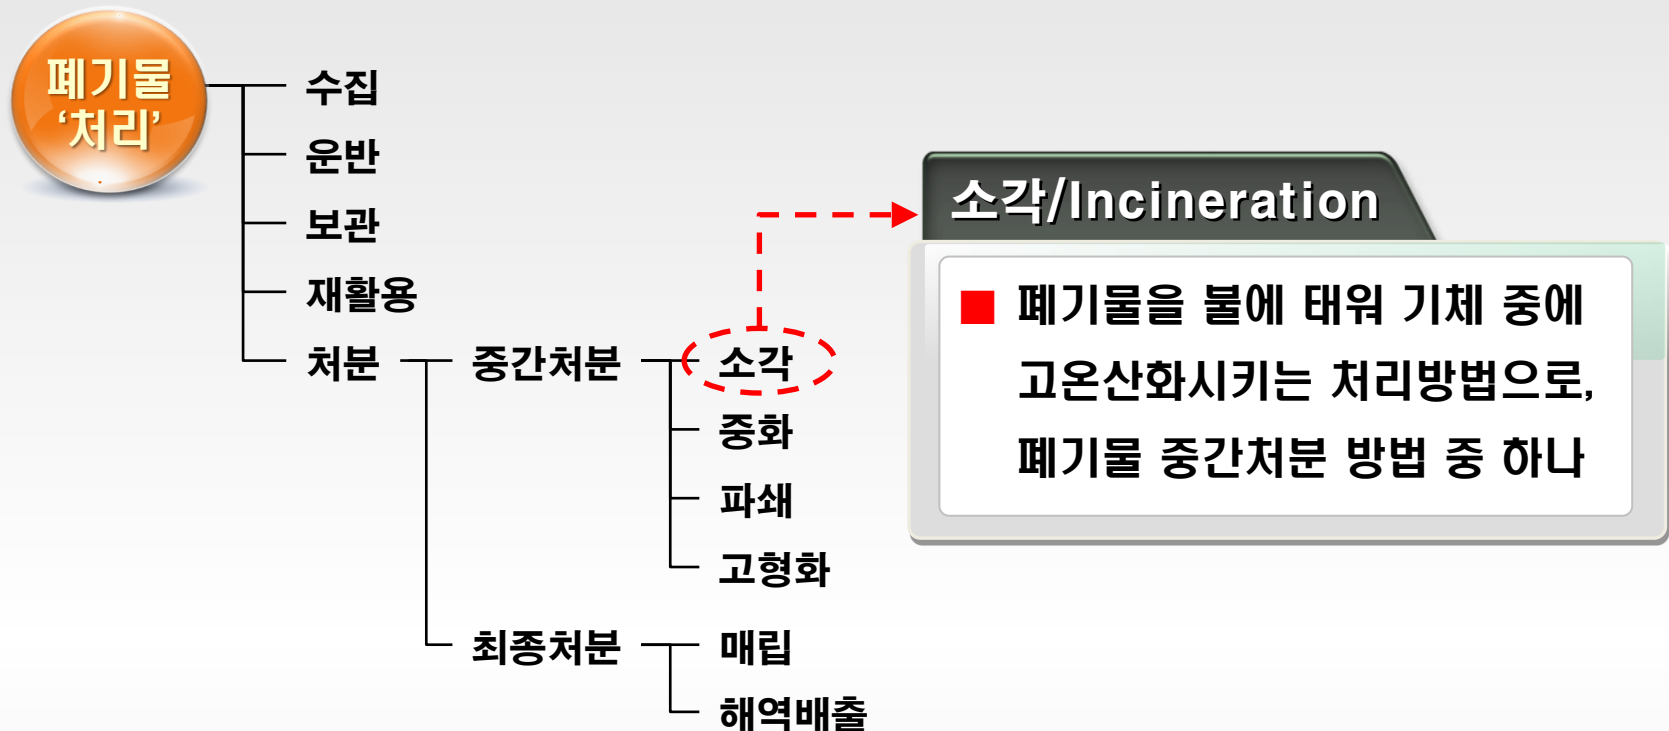 폐기물
‘처리’
수집
운반
보관
재활용
처분
중간처분
소각
중화
파쇄
고형화
최종처분
매립
해역배출
소각/Incineration
■ 폐기물을 불에 태워 기체 중에
고온산화시키는 처리방법으로,
폐기물 중간처분 방법 중 하나